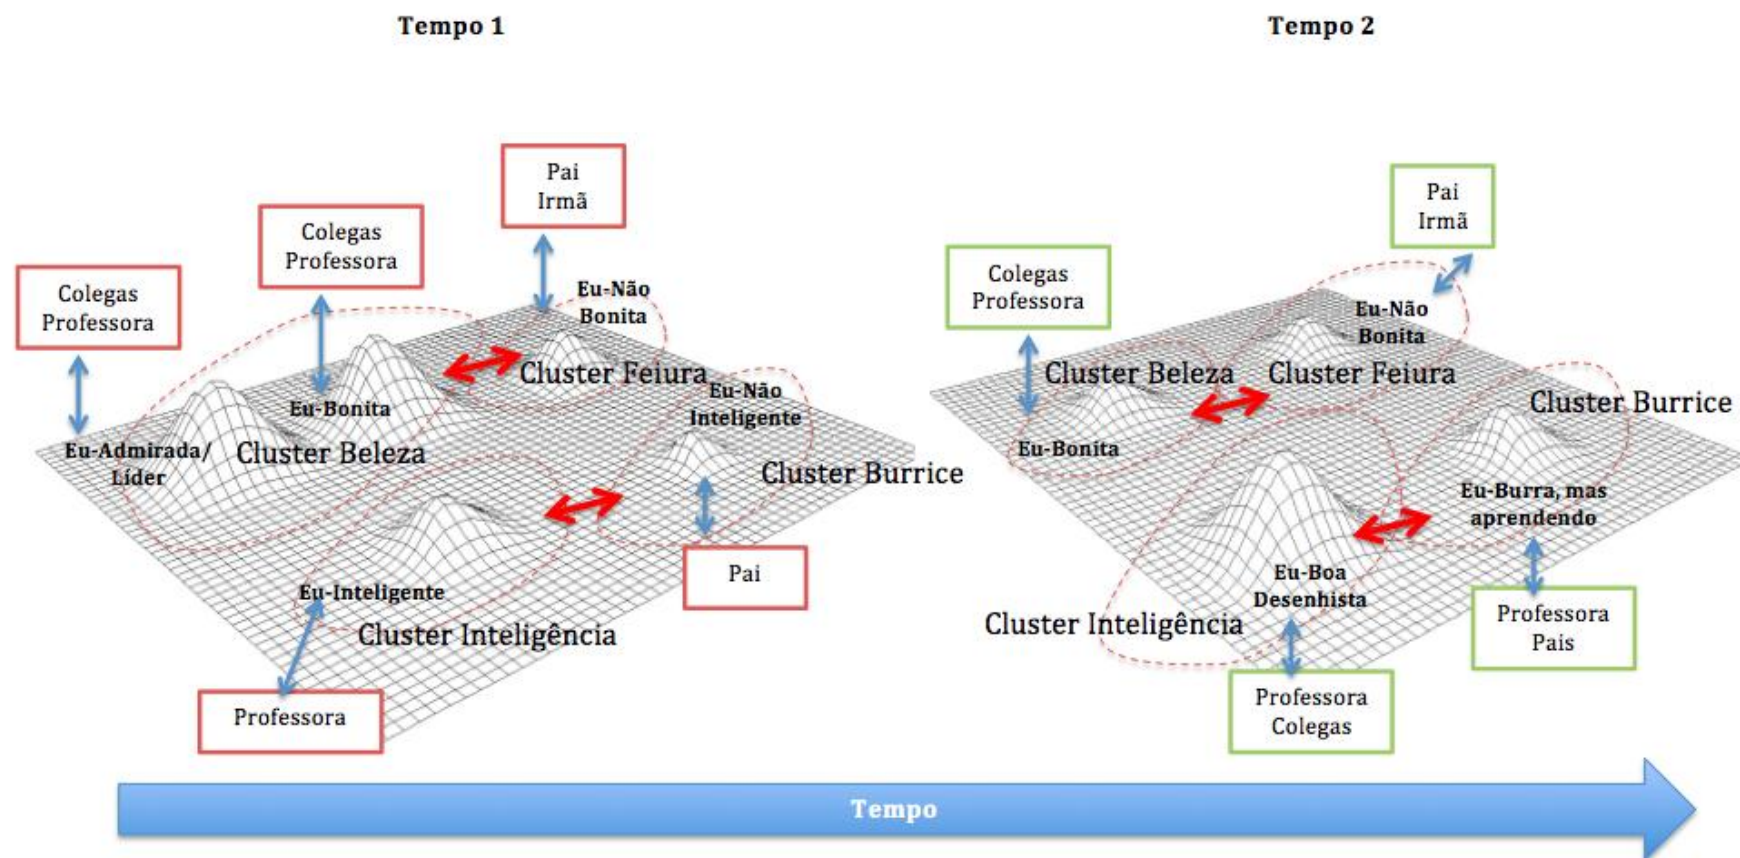 Tempo 1
Tempo 2
Pai
Irmã
Colegas
Professora
Colegas
Professora
Eu-Não
Bonita
Cluster Feiura
Eu-Bonita
Eu-Não
Inteligente
Eu-Admirada/
Líder
Cluster Beleza
Cluster Burrice
Pai
Eu-Inteligente
Cluster Inteligência
Professora
Pai
Irmã
Colegas
Professora
Eu-Não
Bonita
Cluster Beleza
Cluster Feiura
Cluster Burrice
Eu-Bonita
Eu-Burra, mas
aprendendo
Eu-Boa
Desenhista
Cluster Inteligência
Professora
Pais
Professora
Colegas
Tempo